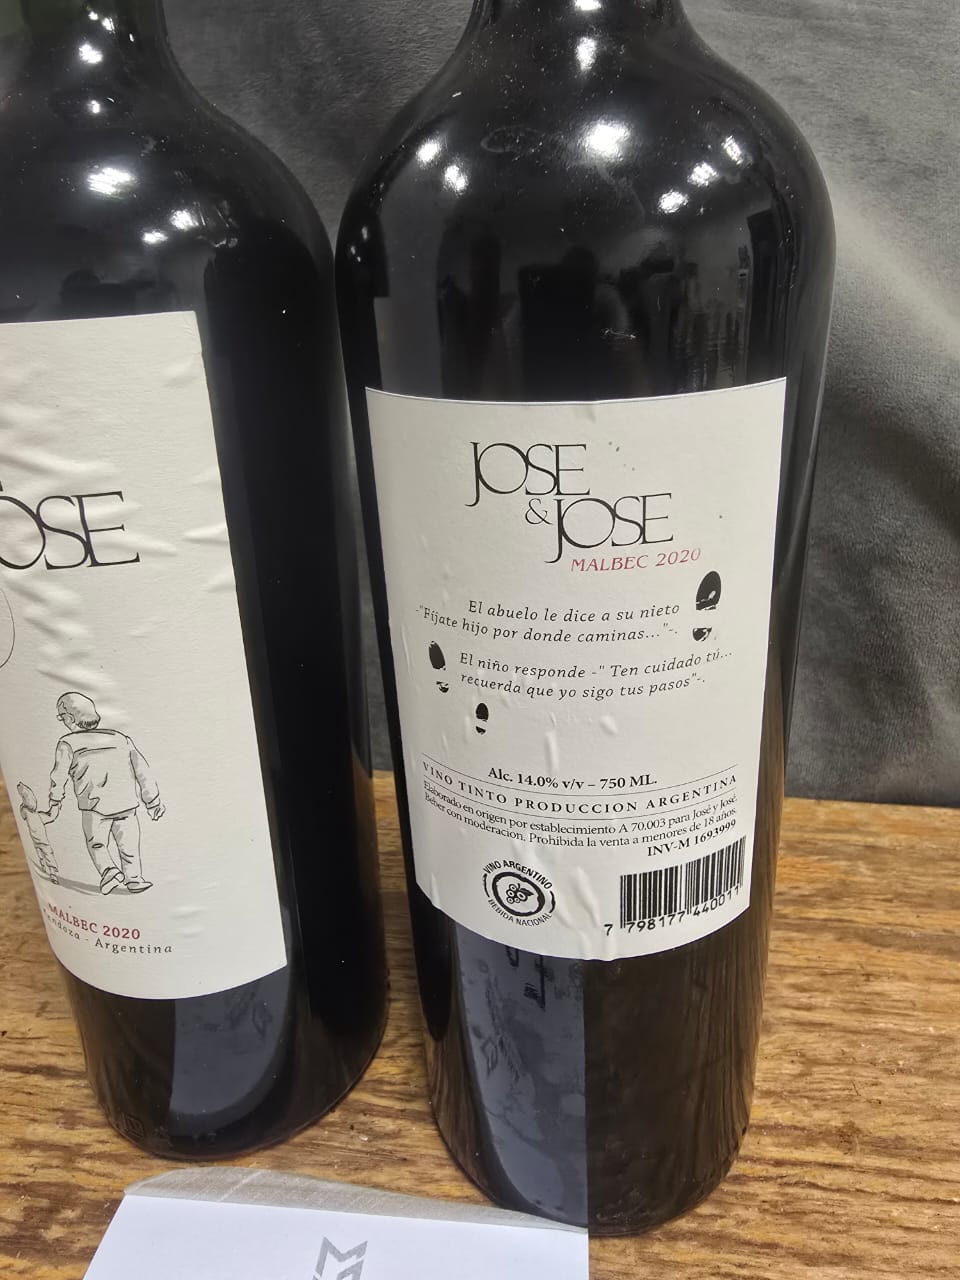 OSE
MALBEC 2020
Mendoza - Argentina
JOSE
& JOSE
MALBEC 2020
El abuelo le dice a su nieto
-"Fíjate hijo por donde caminas..."-.
El niño responde -" Ten cuidado tú...
recuerda que yo sigo tus pasos"-.
Alc. 14.0% v/v – 750 ML.
VINO TINTO PRODUCCION ARGENTINA
Elaborado en origen por establecimiento A 70.003 para José y José.
Beber con moderacion. Prohibida la venta a menores de 18 años.
INV-M 1693999
VINO ARGENTINO
BEBIDA NACIONAL
7 798177 440011